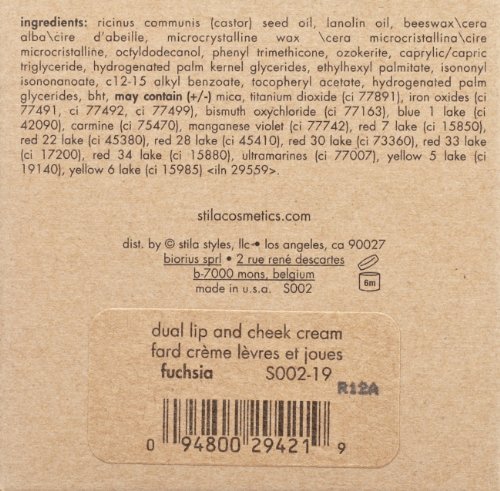 ingredients: ricinus communis (castor) seed oil, lanolin oil, beeswax\cera
alba\cire d'abeille, microcrystalline wax \cera microcristallina\cire
microcristalline, octyldodecanol, phenyl trimethicone, ozokerite, caprylic/capric
triglyceride, hydrogenated palm kernel glycerides, ethylhexyl palmitate, isononyl
isononanoate, c12-15 alkyl benzoate, tocopheryl acetate, hydrogenated palm
glycerides, bht, may contain (+/-) mica, titanium dioxide (ci 77891), iron oxides (ci
77491, ci 77492, ci 77499), bismuth oxychloride (ci 77163), blue 1 lake (ci
42090), carmine (ci 75470), manganese violet (ci 77742), red 7 lake (ci 15850),
red 22 lake (ci 45380), red 28 lake (ci 45410), red 30 lake (ci 73360), red 33 lake
(ci 17200), red 34 lake (ci 15880), ultramarines (ci 77007), yellow 5 lake (ci
19140), yellow 6 lake (ci 15985) <iln 29559>.
stilacosmetics.com
dist. by © stila styles, llc • los angeles, ca 90027
biorius sprl • 2 rue rené descartes
b-7000 mons, belgium
made in u.s.a. S002
6m
dual lip and cheek cream
fard crème lèvres et joues
fuchsia S002-19
R12A
0 94800 29421 9